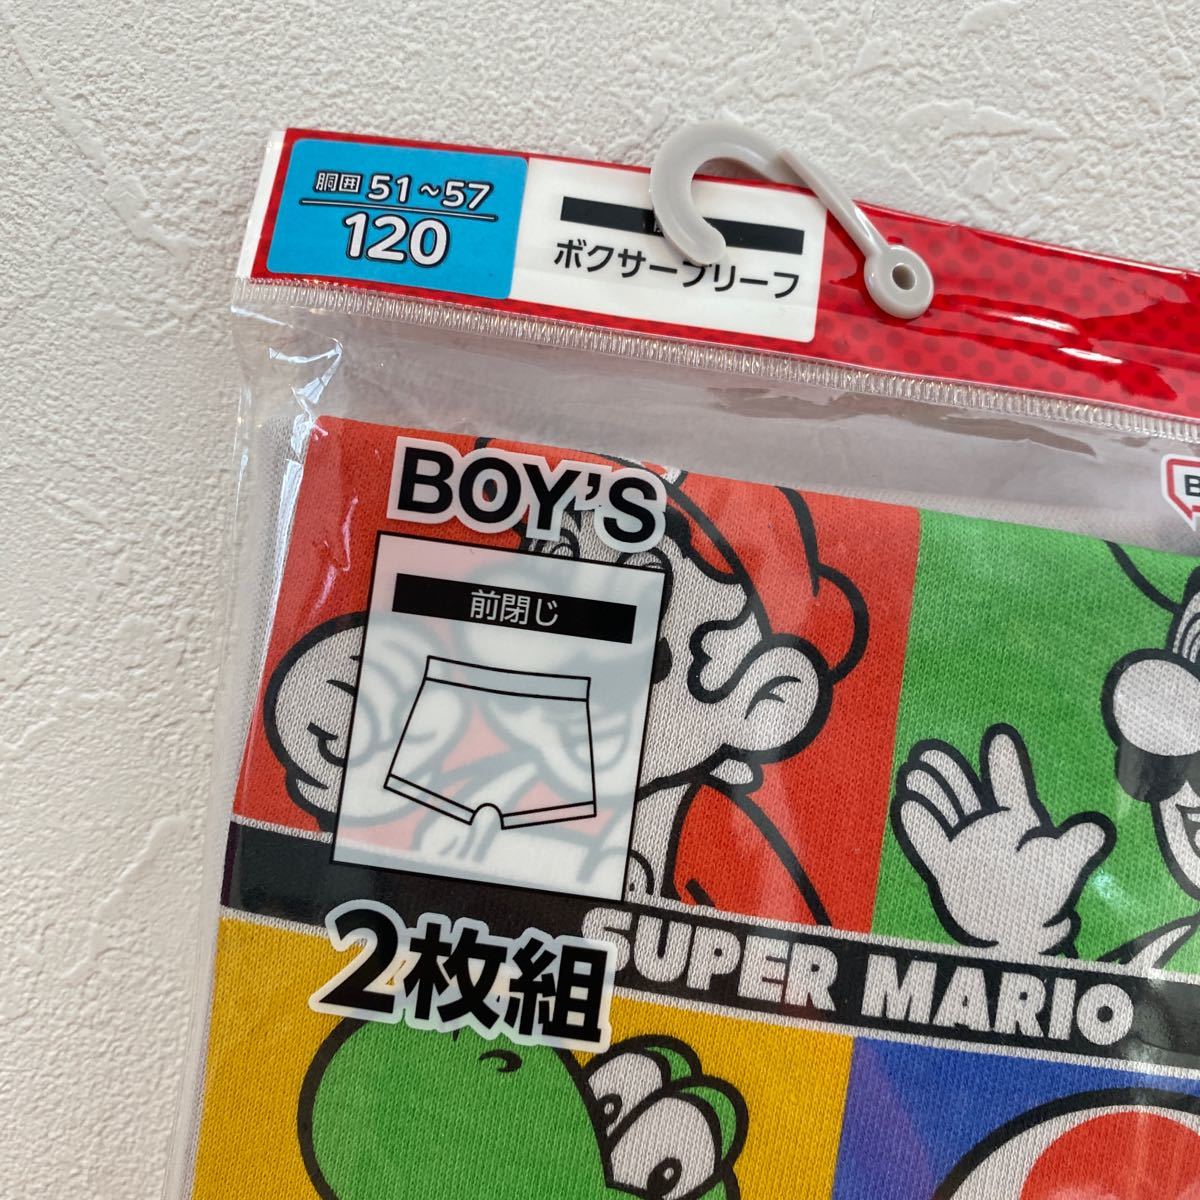 胴囲 51～57
120
ボクサーブリーフ
BOY'S
前閉じ
2枚組
SUPER MARIO